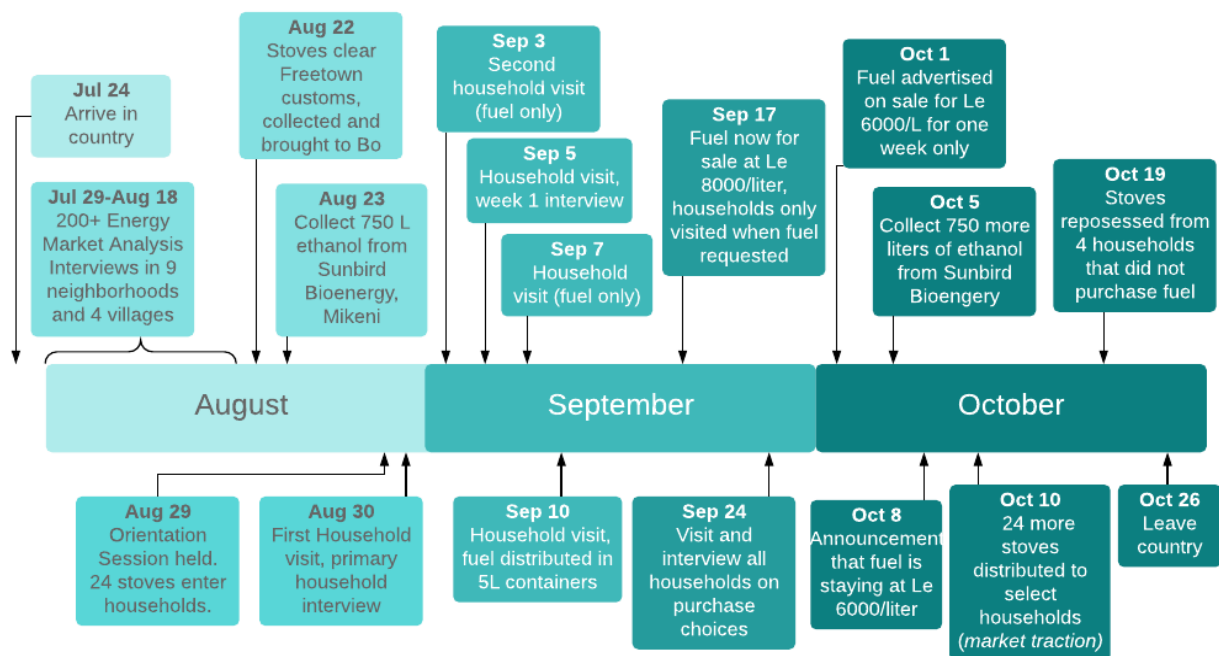 Jul 24
Arrive in
country
Jul 29-Aug 18
200+ Energy
Market Analysis
Interviews in 9
neighborhoods
and 4 villages
Aug 22
Stoves clear
Freetown
customs,
collected and
brought to Bo
Aug 23
Collect 750 L
ethanol from
Sunbird
Bioenergy,
Mikeni
Sep 3
Second
household visit
(fuel only)
Sep 5
Household visit,
week 1 interview
Sep 7
Household
visit (fuel only)
Sep 17
Fuel now for
sale at Le
8000/liter,
households only
visited when fuel
requested
Oct 1
Fuel advertised
on sale for Le
6000/L for one
week only
Oct 5
Collect 750 more
liters of ethanol
from Sunbird
Bioengery
Oct 19
Stoves
reposessed from
4 households
that did not
purchase fuel
August
September
October
Aug 29
Orientation
Session held.
24 stoves enter
households.
Aug 30
First Household
visit, primary
household
interview
Sep 10
Household visit,
fuel distributed in
5L containers
Sep 24
Visit and
interview all
households on
purchase
choices
Oct 8
Announcement
that fuel is
staying at Le
6000/liter
Oct 10
24 more
stoves
distributed to
select
households
(market traction)
Oct 26
Leave
country